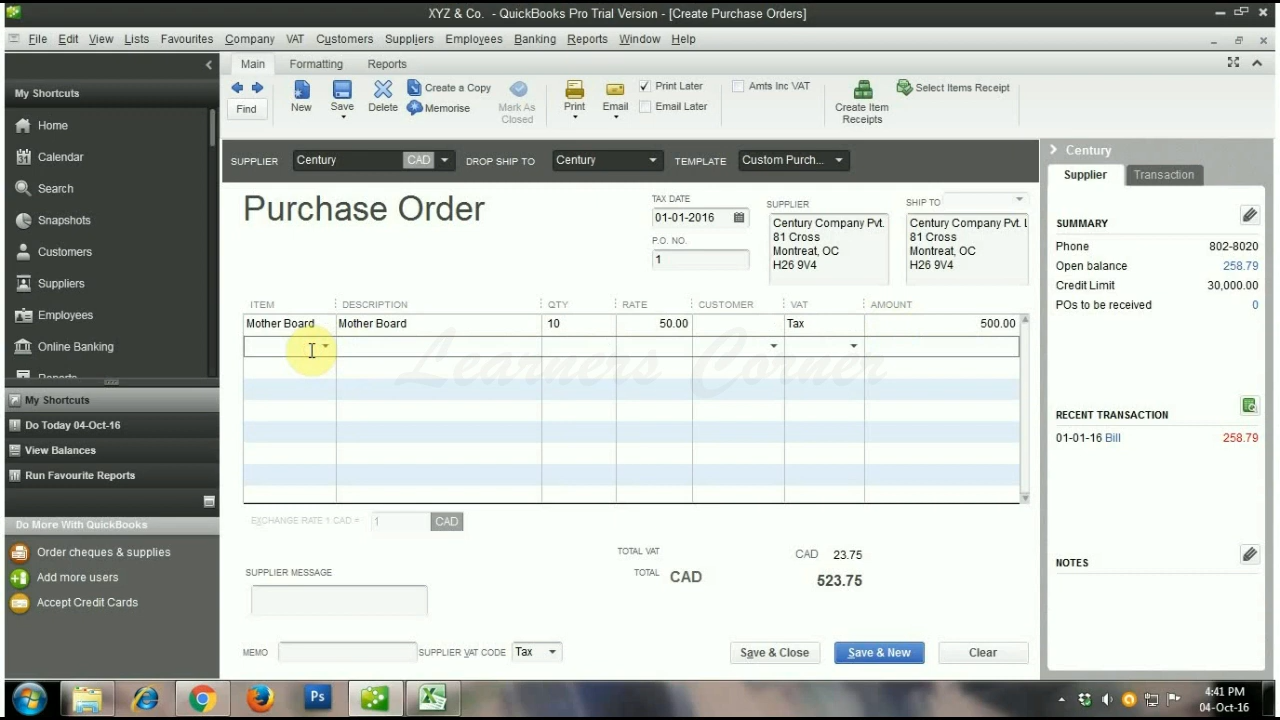 XYZ & Co. - QuickBooks Pro Trial Version - [Create Purchase Orders]
File Edit View Lists Favourites Company VAT Customers Suppliers Employees Banking Reports Window Help
Main Formatting Reports
My Shortcuts
Home
Calendar
Search
Snapshots
Customers
Suppliers
Employees
Online Banking
Reports
My Shortcuts
Do Today 04-Oct-16
View Balances
Run Favourite Reports
Do More With QuickBooks
Order cheques & supplies
Add more users
Accept Credit Cards
Find
New
Save
Delete
Create a Copy
Memorise
Mark As
Closed
Print
Email
Print Later
Email Later
Amts Inc VAT
Create Item
Receipts
Select Items Receipt
SUPPLIER Century CAD DROP SHIP TO Century TEMPLATE Custom Purch...
Purchase Order
TAX DATE
01-01-2016
P.O. NO.
1
SUPPLIER
Century Company Pvt.
81 Cross
Montreat, OC
H26 9V4
SHIP TO
Century Company Pvt. L
81 Cross
Montreat, OC
H26 9V4
ITEM DESCRIPTION QTY RATE CUSTOMER VAT AMOUNT
Mother Board Mother Board 10 50.00 Tax 500.00
Learners Corner
EXCHANGE RATE 1 CAD = 1 CAD
TOTAL VAT CAD 23.75
TOTAL CAD 523.75
SUPPLIER MESSAGE
MEMO SUPPLIER VAT CODE Tax
Save & Close Save & New Clear
Century
Supplier Transaction
SUMMARY
Phone 802-8020
Open balance 258.79
Credit Limit 30,000.00
POs to be received 0
RECENT TRANSACTION
01-01-16 Bill 258.79
NOTES
Ps
4:41 PM
04-Oct-16